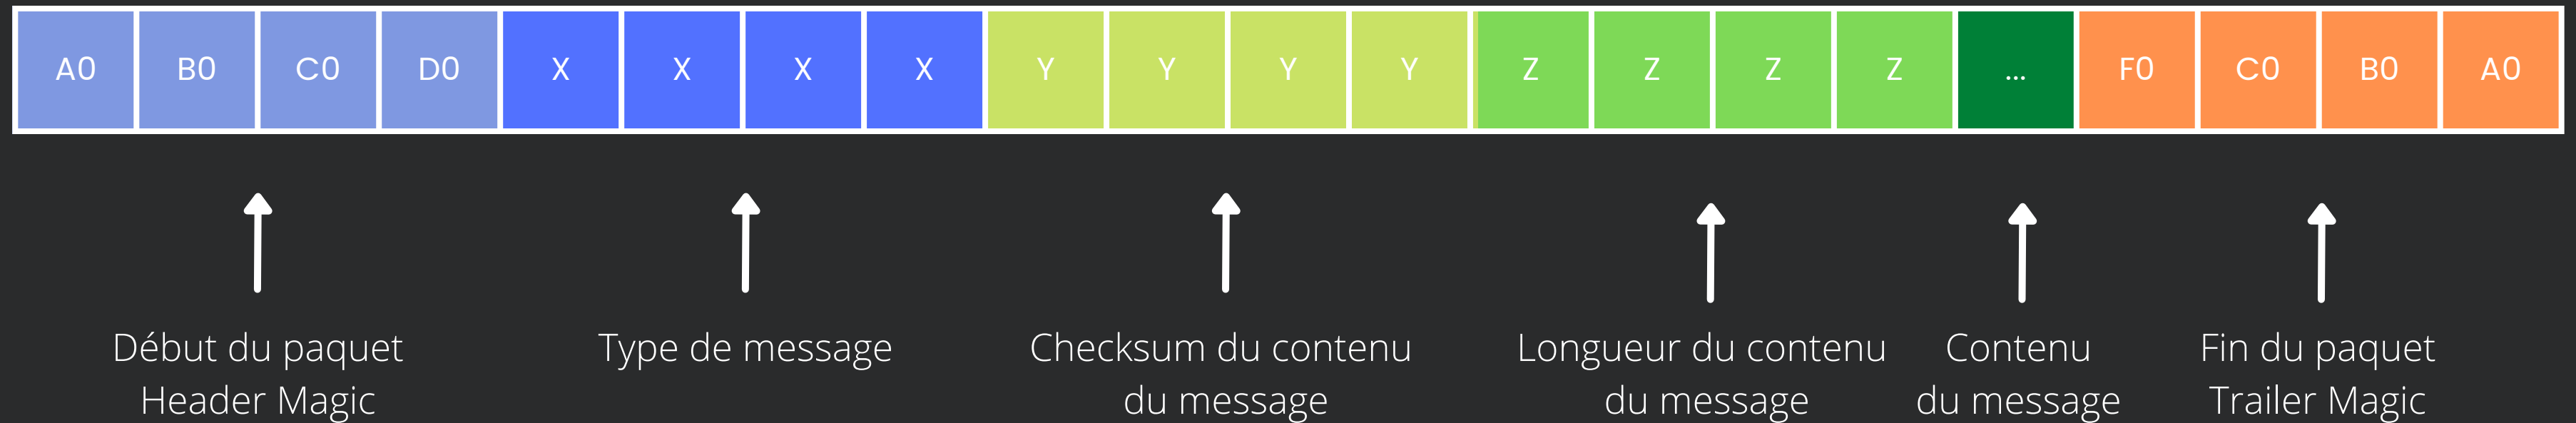 A0 B0 C0 D0 X X X X Y Y Y Y Z Z Z Z ... F0 C0 B0 A0
Début du paquet
Header Magic
Type de message
Checksum du contenu
du message
Longueur du contenu
du message
Contenu
du message
Fin du paquet
Trailer Magic